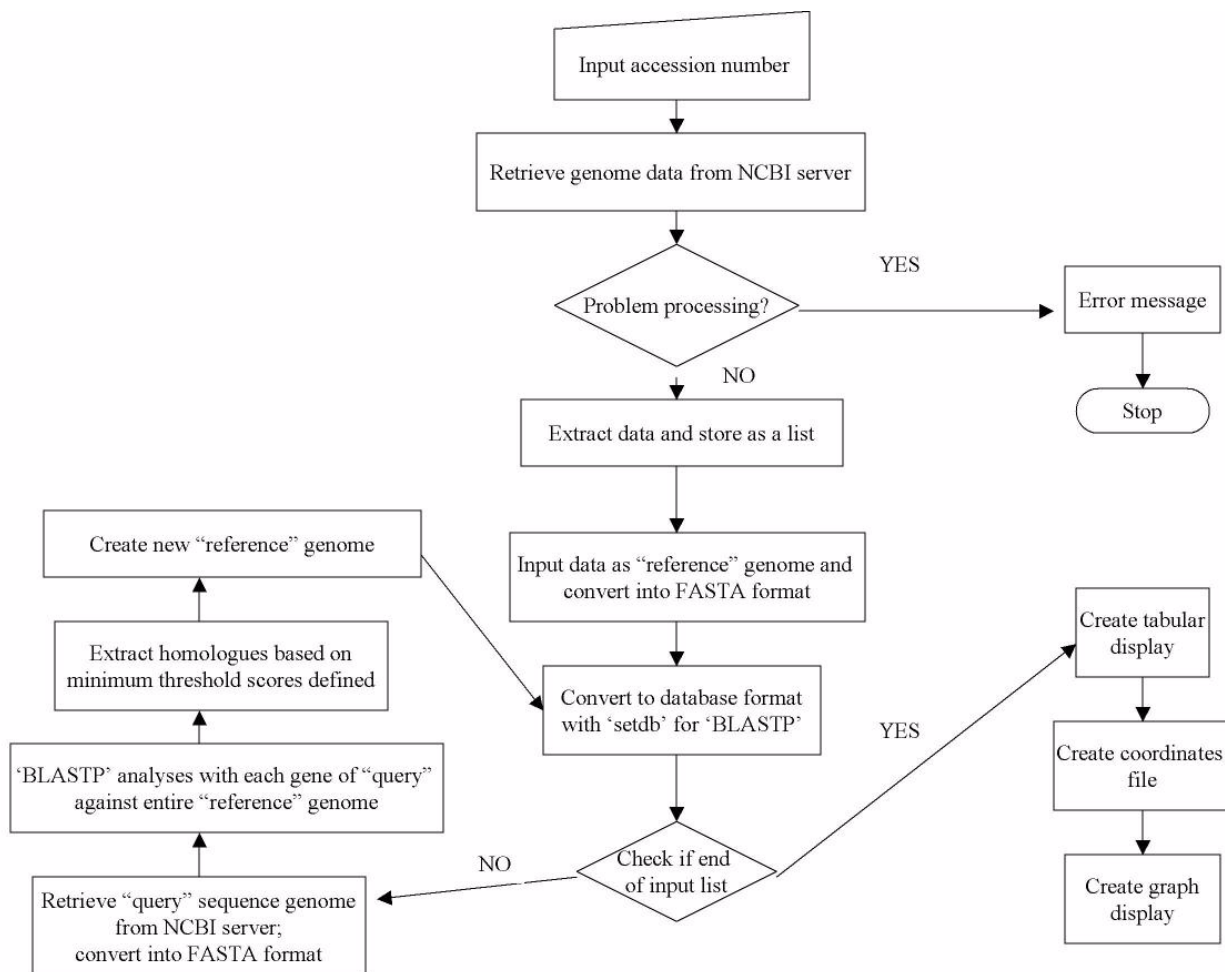 Input accession number
Retrieve genome data from NCBI server
Problem processing?
YES
Error message
Stop
NO
Extract data and store as a list
Input data as “reference” genome and
convert into FASTA format
Convert to database format
with ‘setdb’ for ‘BLASTP’
Check if end
of input list
NO
Retrieve “query” sequence genome
from NCBI server;
convert into FASTA format
‘BLASTP’ analyses with each gene of “query”
against entire “reference” genome
Extract homologues based on
minimum threshold scores defined
Create new “reference” genome
YES
Create tabular
display
Create coordinates
file
Create graph
display